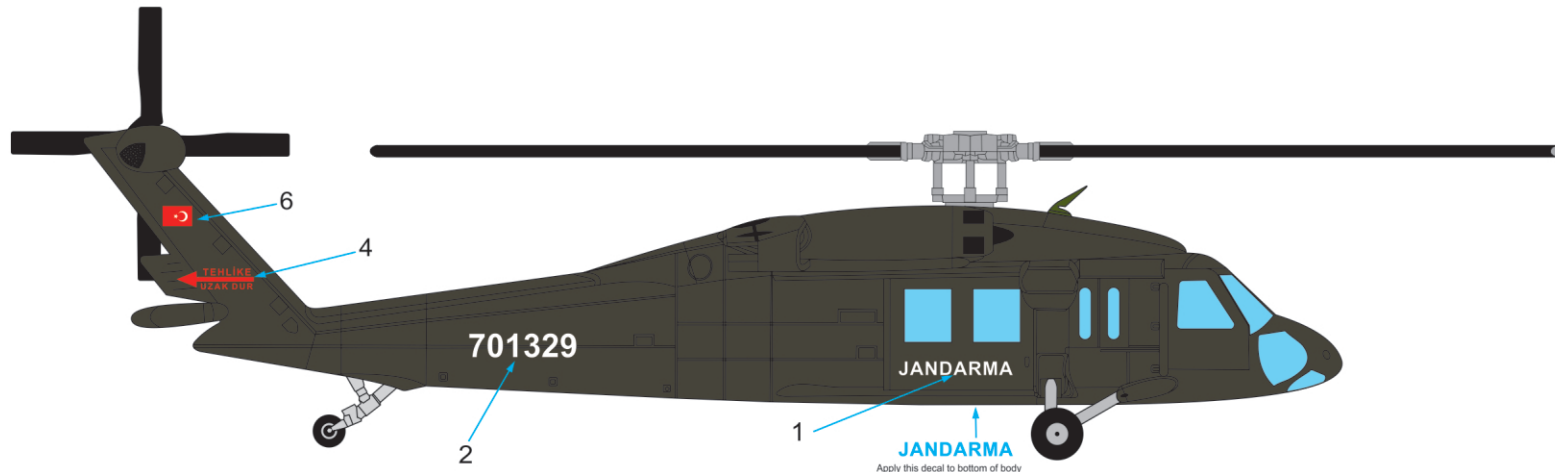 6
4
TEHLİKE
UZAK DUR
701329
JANDARMA
1
2
JANDARMA
Apply this decal to bottom of body